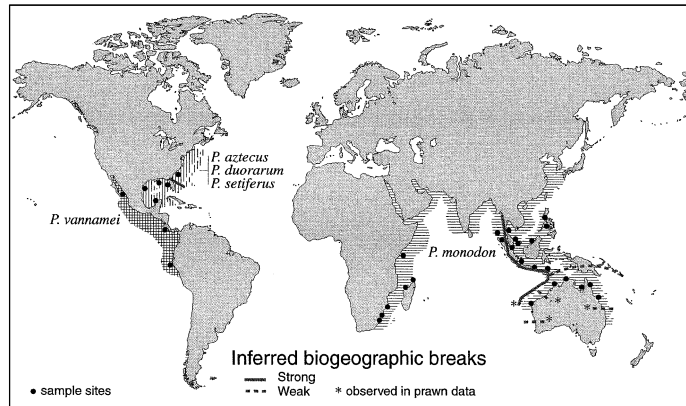 P. aztecus
P. duorarum
P. setiferus
P. vannamei
P. monodon
Inferred biogeographic breaks
Strong
Weak
* observed in prawn data
sample sites